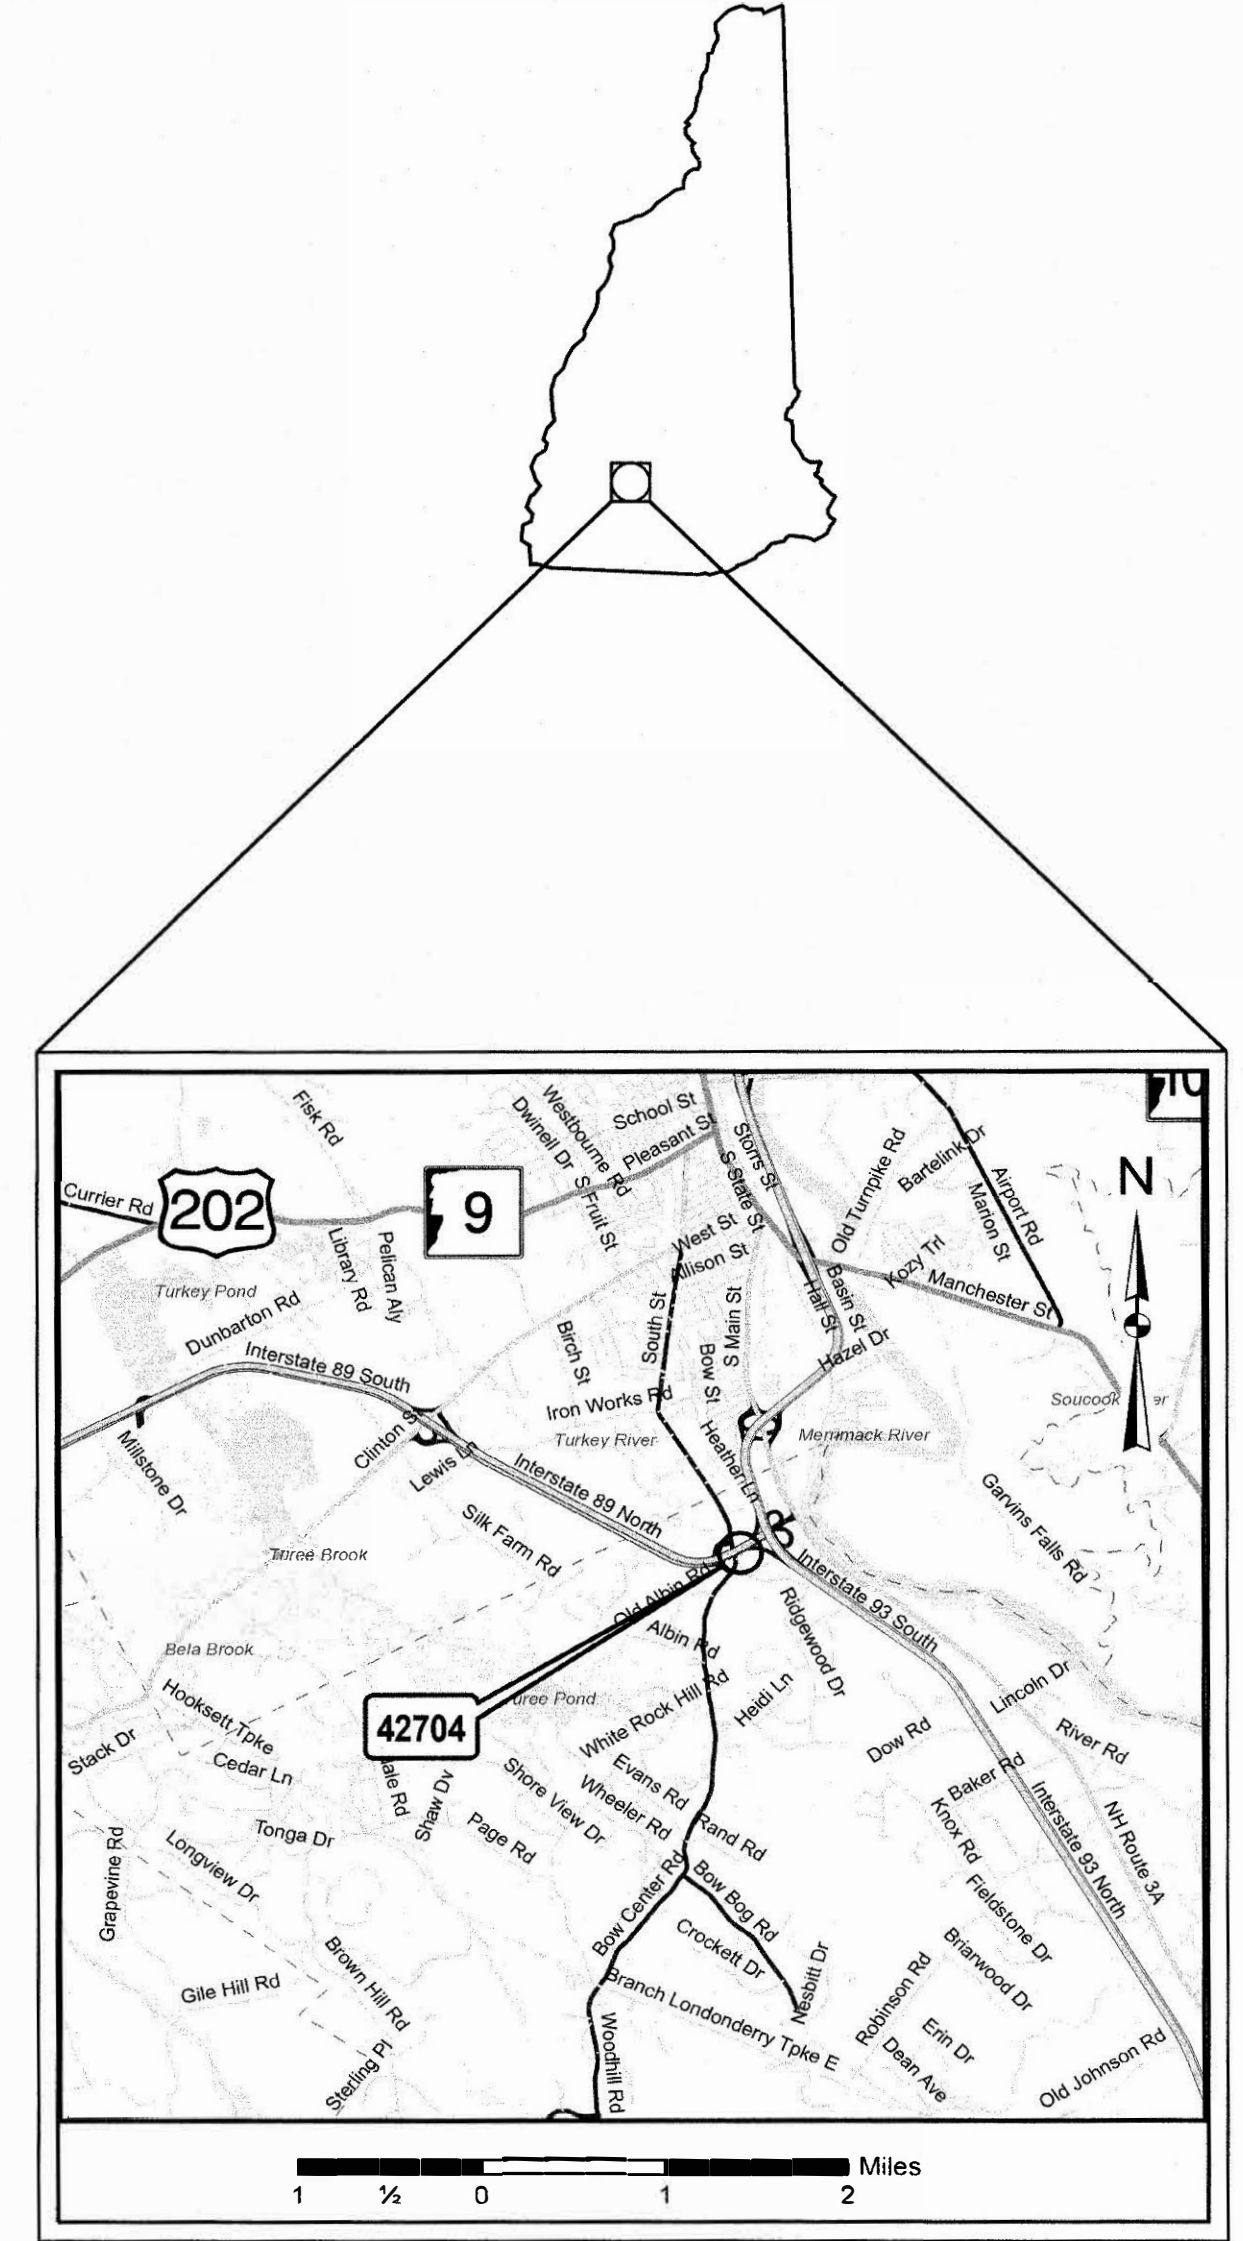 Fisk Rd
Westbourne Rd
Dwinell Dr
School St
Pleasant St
S Fruit St
Storrs St
S State St
Old Turnpike Rd
Bartelink Dr
Airport Rd
Marion St
N
Currier Rd
202
9
Library Rd
Pelican Aly
West St
Allison St
Kozy Trl
Manchester St
Basin St
Hall St
Hazel Dr
Turkey Pond
Dunbarton Rd
Interstate 89 South
Birch St
South St
S Main St
Bow St
Iron Works Rd
Turkey River
Heather Ln
Merrimack River
Soucook
Millstone Dr
Clinton S
Lewis
Interstate 89 North
Silk Farm Rd
Garvins Falls Rd
Turee Brook
Old Albin Rd
Albin Rd
Interstate 93 South
Ridgewood Dr
Bela Brook
Hooksett Tpke
Turee Pond
42704
White Rock Hill Rd
Heidi Ln
Lincoln Dr
River Rd
Stack Dr
Cedar Ln
Dow Rd
Baker Rd
Shaw Dv
Shore View Dr
Evans Rd
Wheeler Rd
Page Rd
Rand Rd
Knox Rd
Interstate 93 North
NH Route 3A
Tonga Dr
Longview Dr
Grapevine Rd
Bow Center Rd
Bow Bog Rd
Crockett Dr
Fieldstone Dr
Briarwood Dr
Nesbitt Dr
Robinson Rd
Gile Hill Rd
Brown Hill Rd
Branch Londonderry Tpke E
Erin Dr
Dean Ave
Woodhill Rd
Sterling Pl
Old Johnson Rd
Miles
1 ½ 0 1 2